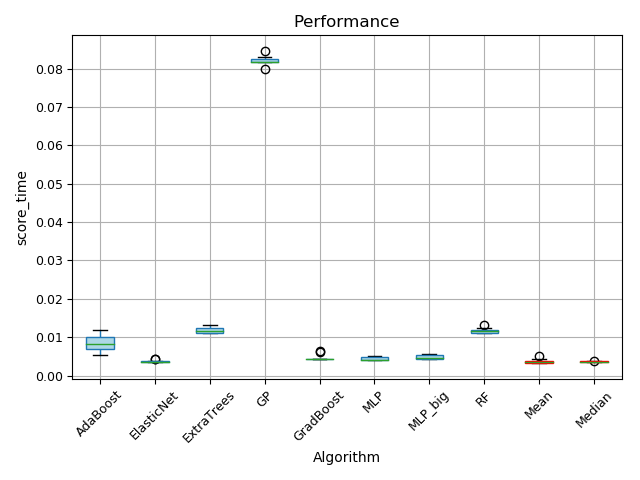 Performance
score_time
0.08
0.07
0.06
0.05
0.04
0.03
0.02
0.01
0.00
AdaBoost
ElasticNet
ExtraTrees
GP
GradBoost
MLP
MLP_big
RF
Mean
Median
Algorithm